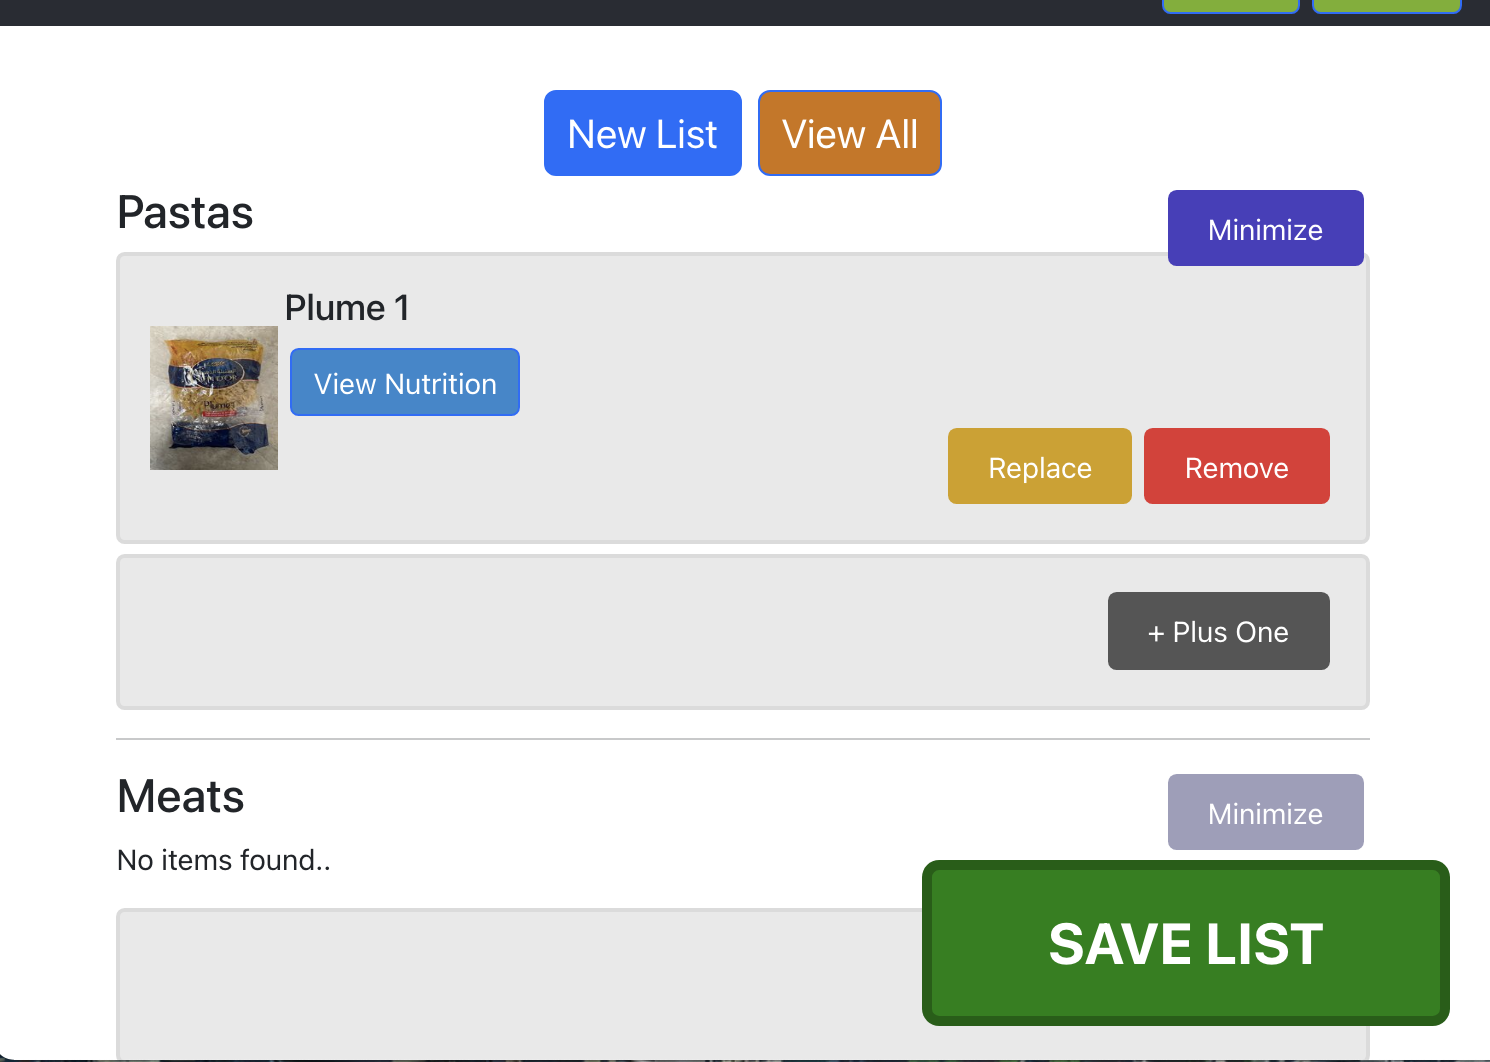 New List
View All
Pastas
Minimize
Plume 1
View Nutrition
Replace
Remove
+ Plus One
Meats
Minimize
No items found..
SAVE LIST